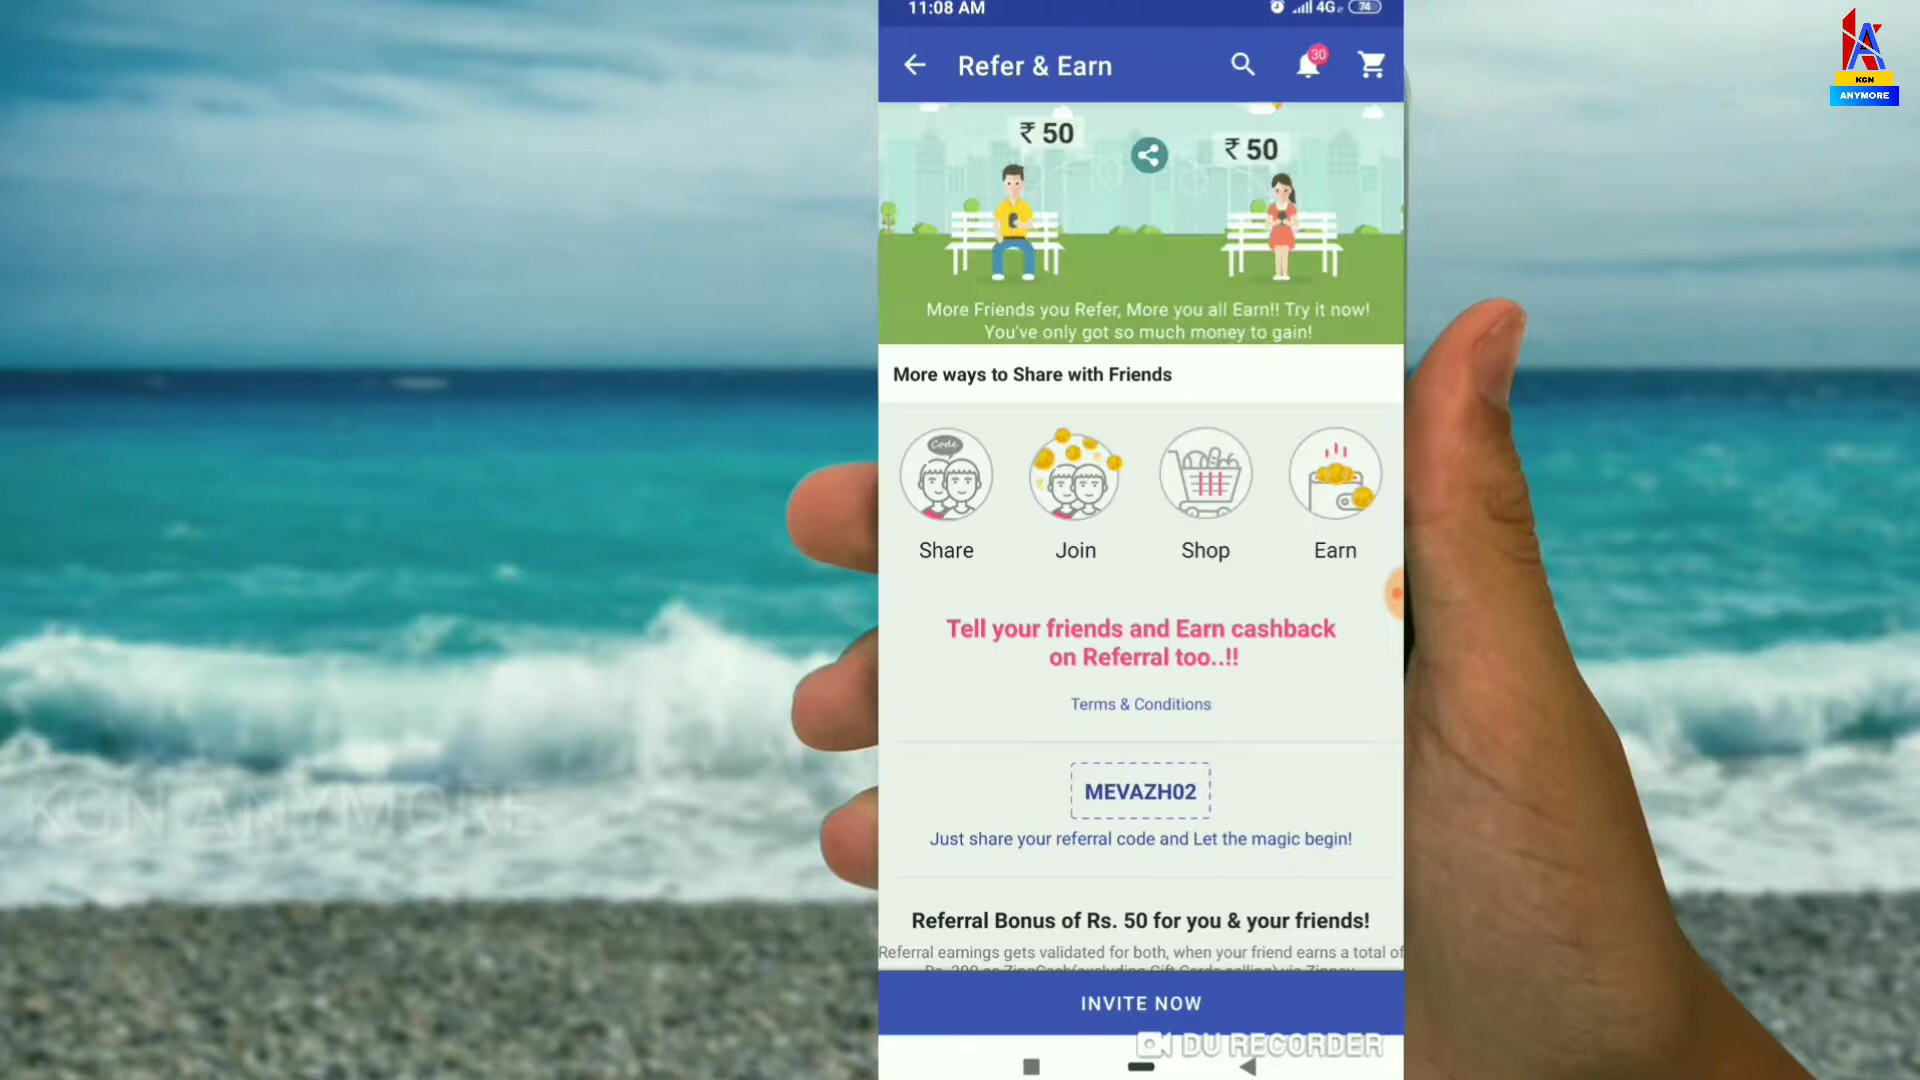 11:08 AM
4G
74
Refer & Earn
30
KGN
ANYMORE
₹ 50
₹ 50
More Friends you Refer, More you all Earn!! Try it now!
You've only got so much money to gain!
More ways to Share with Friends
Code
Share
Join
Shop
Earn
Tell your friends and Earn cashback
on Referral too..!!
Terms & Conditions
MEVAZH02
Just share your referral code and Let the magic begin!
KGN ANYMORE
Referral Bonus of Rs. 50 for you & your friends!
Referral earnings gets validated for both, when your friend earns a total of
INVITE NOW
DU RECORDER